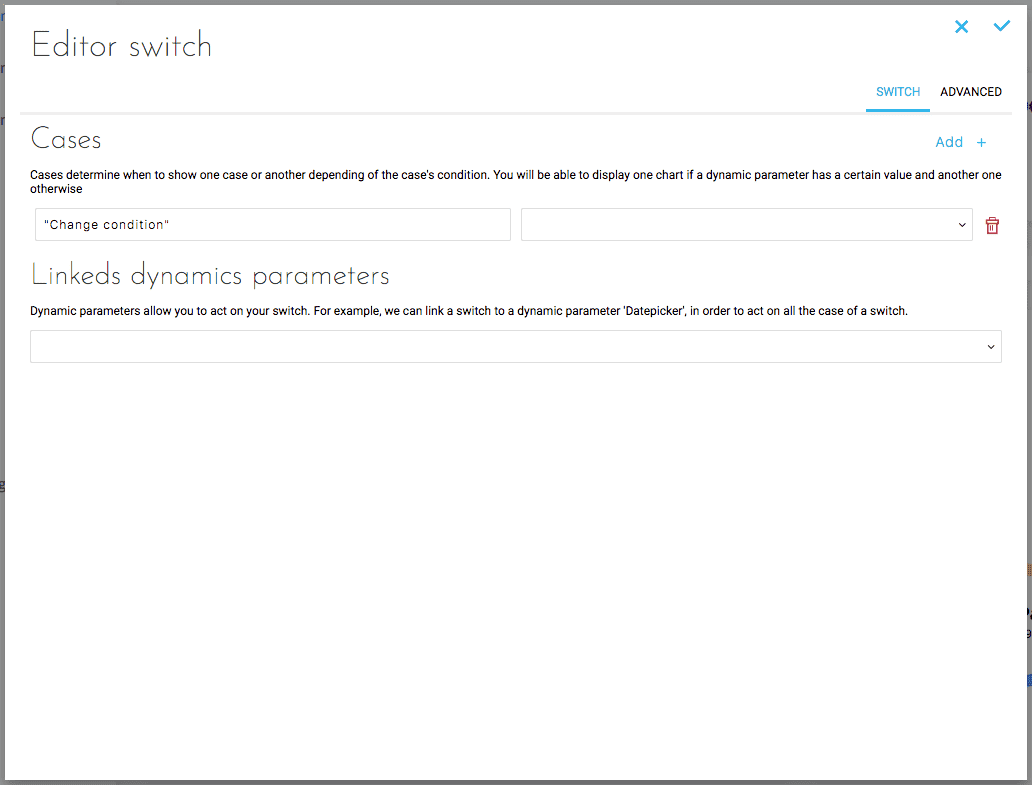 Editor switch
SWITCH ADVANCED
Cases
Add +
Cases determine when to show one case or another depending of the case's condition. You will be able to display one chart if a dynamic parameter has a certain value and another one
otherwise
"Change condition"
Linkeds dynamics parameters
Dynamic parameters allow you to act on your switch. For example, we can link a switch to a dynamic parameter 'Datepicker', in order to act on all the case of a switch.